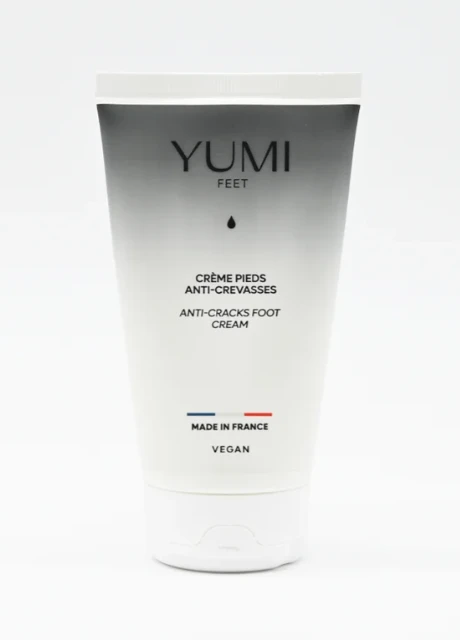 YUMI
FEET
CRÈME PIEDS
ANTI-CREVASSES
ANTI-CRACKS FOOT
CREAM
MADE IN FRANCE
VEGAN